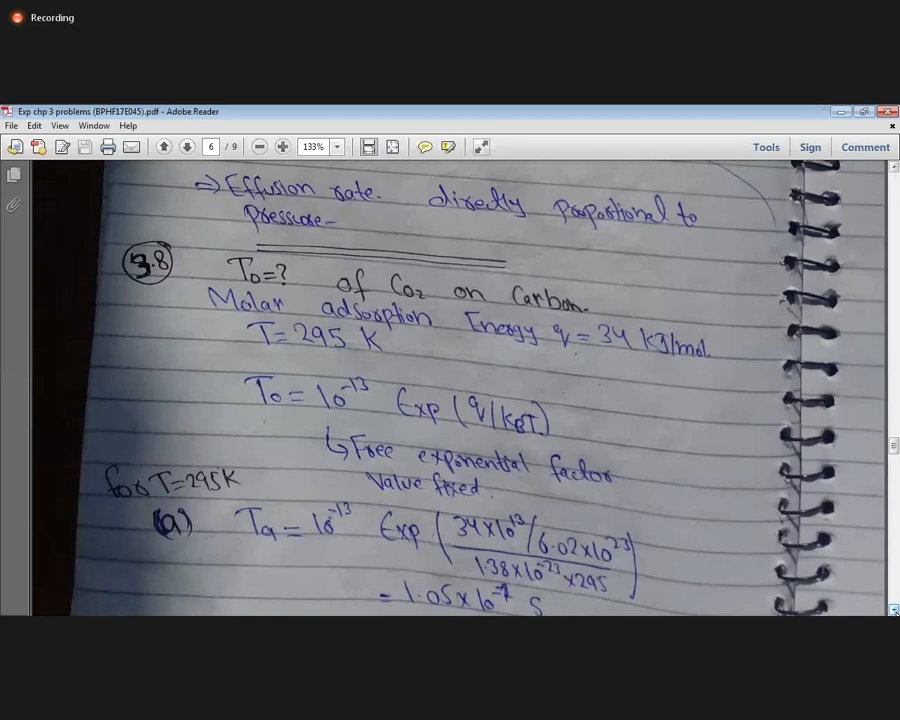 Recording
Exp chp 3 problems (BPHF17E045).pdf - Adobe Reader
File Edit View Window Help
6 / 9 133% Tools Sign Comment
⇒ Effusion rate. directly proportional to
pressure-
3.8 To=? of Co2 on Carbon.
Molar adsorption Energy q = 34 kJ/mol
T= 295 K
To = 10^-13 Exp (q/KBT)
↳ Free exponential factor
Value fixed.
for T=295K
(a) Ta = 10^-13 Exp (34×10^13/6.02×10^23 / 1.38×10^-23×295)
= 1.05×10^-7 S